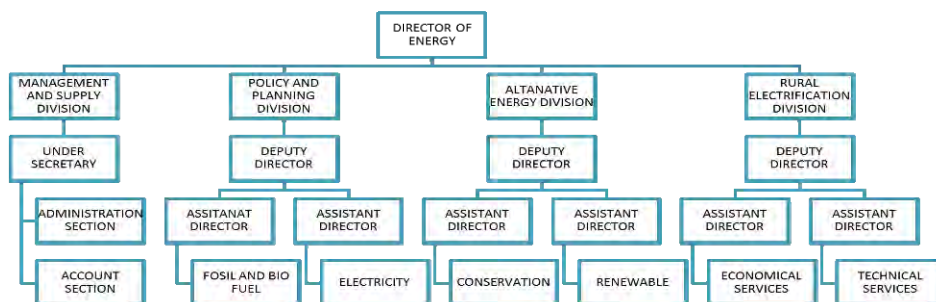 DIRECTOR OF
ENERGY
MANAGEMENT
AND SUPPLY
DIVISION
POLICY AND
PLANNING
DIVISION
ALTANATIVE
ENERGY DIVISION
RURAL
ELECTRIFICATION
DIVISION
UNDER
SECRETARY
DEPUTY
DIRECTOR
DEPUTY
DIRECTOR
DEPUTY
DIRECTOR
ADMINISTRATION
SECTION
ASSITANAT
DIRECTOR
ASSISTANT
DIRECTOR
ASSISTANT
DIRECTOR
ASSISTANT
DIRECTOR
ASSISTANT
DIRECTOR
ASSISTANT
DIRECTOR
ACCOUNT
SECTION
FOSIL AND BIO
FUEL
ELECTRICITY
CONSERVATION
RENEWABLE
ECONOMICAL
SERVICES
TECHNICAL
SERVICES